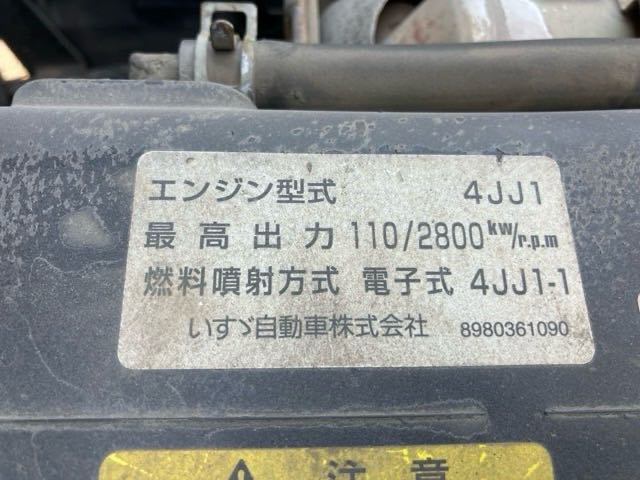 エンジン型式 4JJ1
最高出力 110/2800 kw/r.p.m
燃料噴射方式 電子式 4JJ1-1
いすゞ自動車株式会社 8980361090
注意